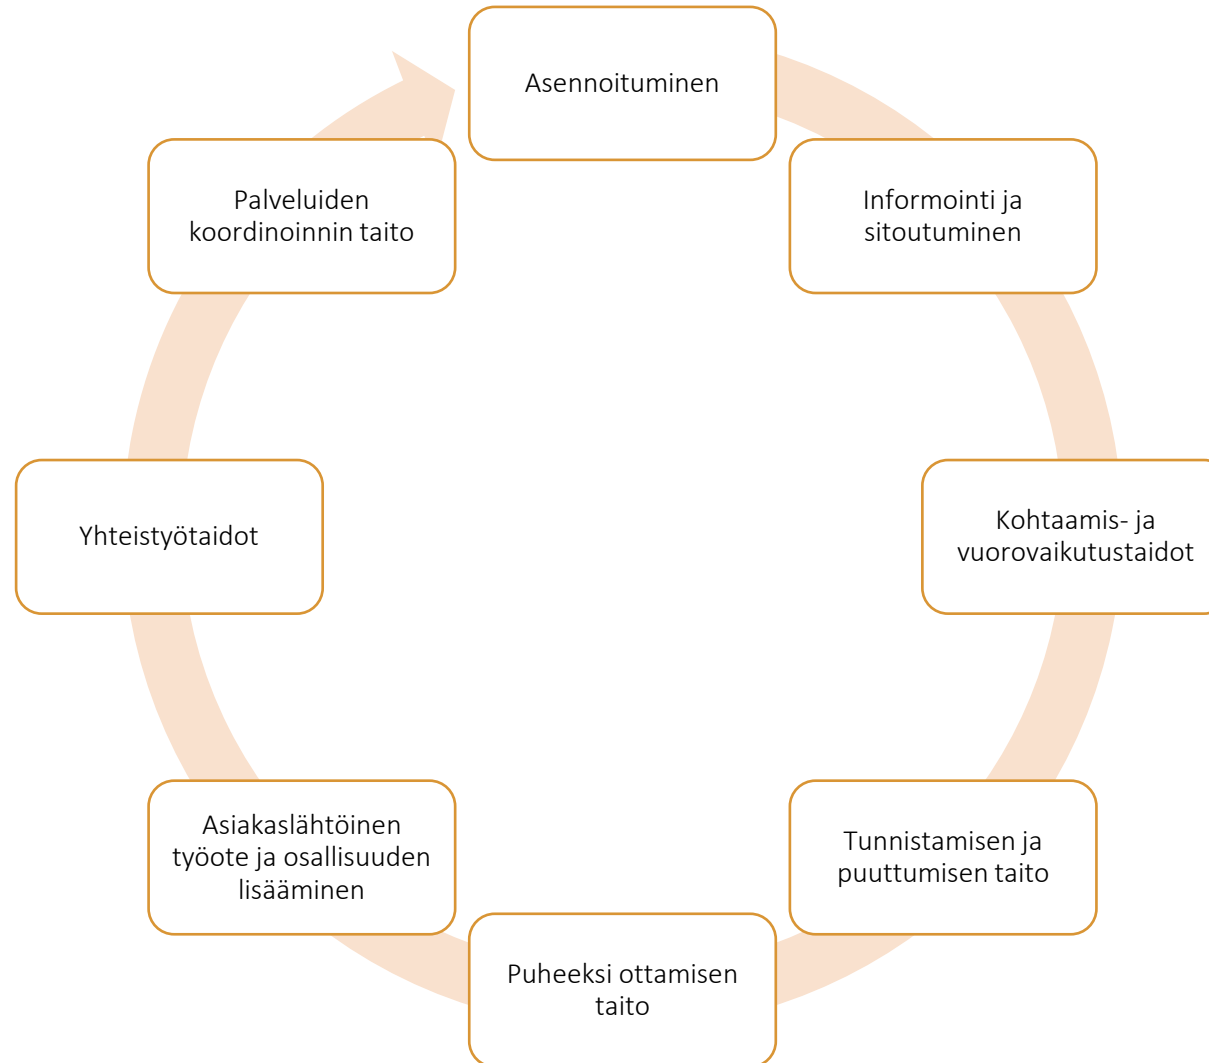 Asennoituminen
Informointi ja
sitoutuminen
Kohtaamis- ja
vuorovaikutustaidot
Tunnistamisen ja
puuttumisen taito
Puheeksi ottamisen
taito
Asiakaslähtöinen
työote ja osallisuuden
lisääminen
Yhteistyötaidot
Palveluiden
koordinoinnin taito